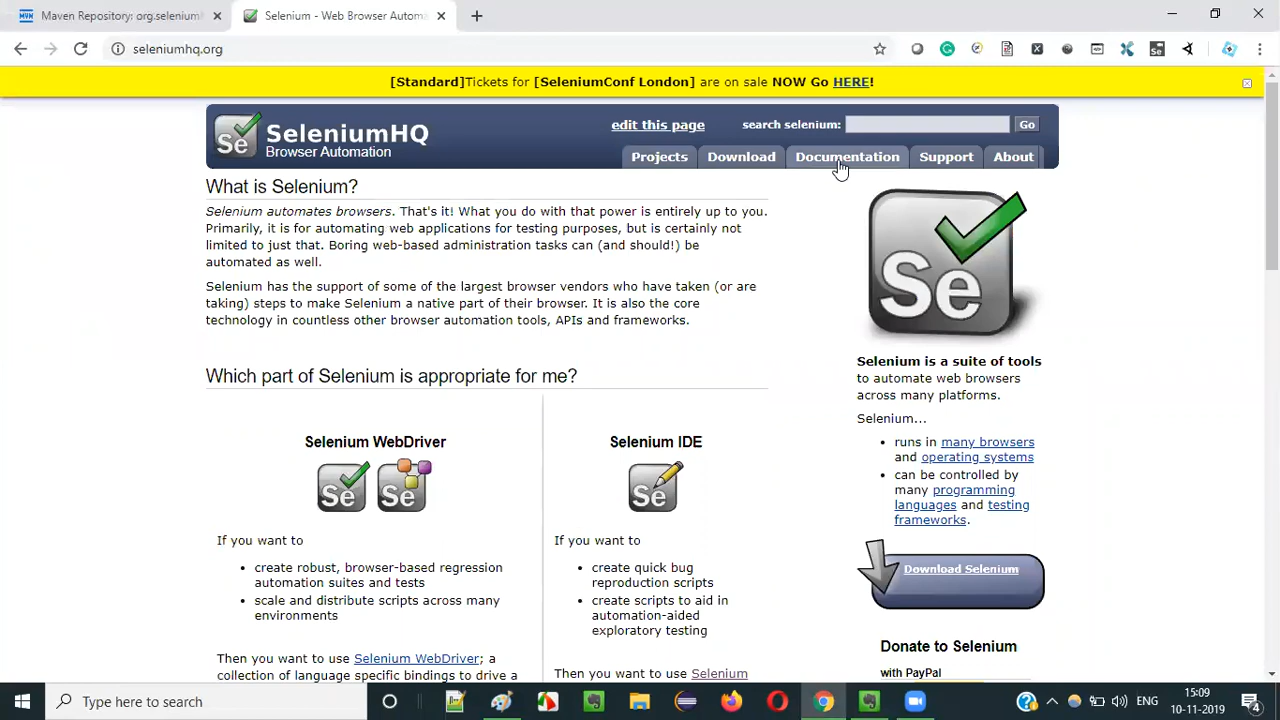 Maven Repository: org.selenium
Selenium - Web Browser Automa
seleniumhq.org
[Standard]Tickets for [SeleniumConf London] are on sale NOW Go HERE!
SeleniumHQ
Browser Automation
edit this page
search selenium:
Go
Projects
Download
Documentation
Support
About
What is Selenium?
Selenium automates browsers. That's it! What you do with that power is entirely up to you.
Primarily, it is for automating web applications for testing purposes, but is certainly not
limited to just that. Boring web-based administration tasks can (and should!) be
automated as well.
Selenium has the support of some of the largest browser vendors who have taken (or are
taking) steps to make Selenium a native part of their browser. It is also the core
technology in countless other browser automation tools, APIs and frameworks.
Which part of Selenium is appropriate for me?
Selenium WebDriver
Se
Se
If you want to
create robust, browser-based regression
automation suites and tests
scale and distribute scripts across many
environments
Then you want to use Selenium WebDriver; a
collection of language specific bindings to drive a
Selenium IDE
Se
If you want to
create quick bug
reproduction scripts
create scripts to aid in
automation-aided
exploratory testing
Then you want to use Selenium
Se
Selenium is a suite of tools
to automate web browsers
across many platforms.
Selenium...
runs in many browsers
and operating systems
can be controlled by
many programming
languages and testing
frameworks.
Download Selenium
Donate to Selenium
with PayPal
Type here to search
ENG
15:09
10-11-2019
4